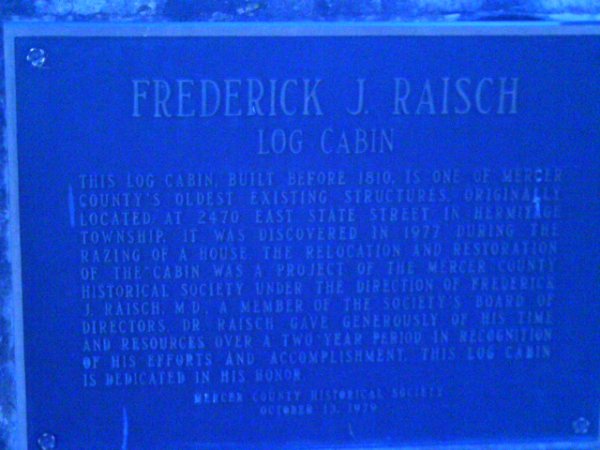 FREDERICK J. RAISCH
LOG CABIN
THIS LOG CABIN, BUILT BEFORE 1810, IS ONE OF MERCER
COUNTY'S OLDEST EXISTING STRUCTURES. ORIGINALLY
LOCATED AT 2470 EAST STATE STREET IN HERMITAGE
TOWNSHIP, IT WAS DISCOVERED IN 1977 DURING THE
RAZING OF A HOUSE. THE RELOCATION AND RESTORATION
OF THE CABIN WAS A PROJECT OF THE MERCER COUNTY
HISTORICAL SOCIETY UNDER THE DIRECTION OF FREDERICK
J. RAISCH, M.D., A MEMBER OF THE SOCIETY'S BOARD OF
DIRECTORS. DR. RAISCH GAVE GENEROUSLY OF HIS TIME
AND RESOURCES OVER A TWO YEAR PERIOD IN RECOGNITION
OF HIS EFFORTS AND ACCOMPLISHMENT, THIS LOG CABIN
IS DEDICATED IN HIS HONOR.
MERCER COUNTY HISTORICAL SOCIETY
OCTOBER 13, 1979